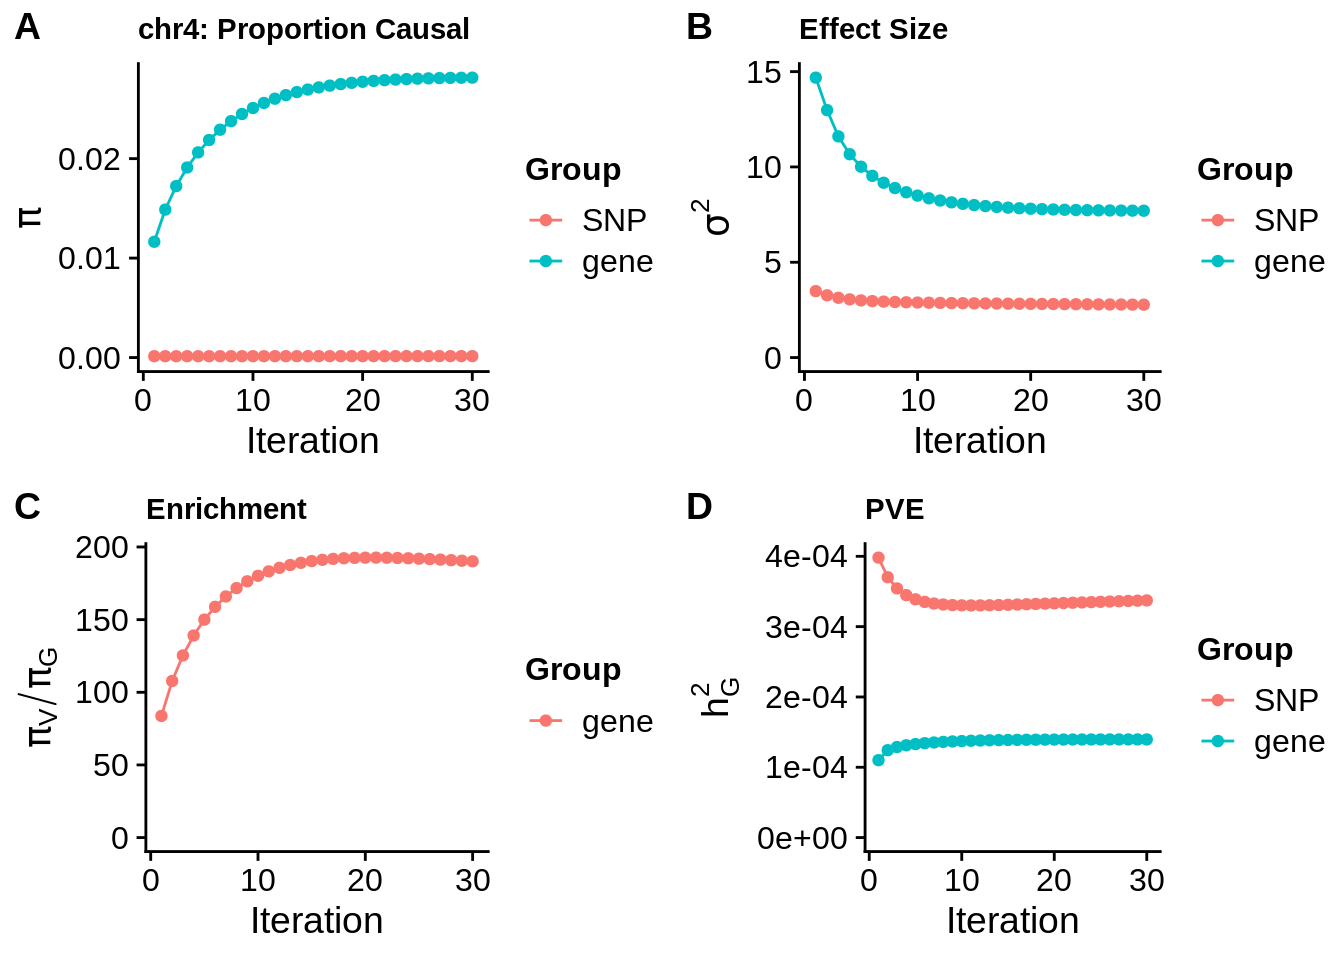 A
chr4: Proportion Causal
π
0.02
0.01
0.00
0 10 20 30
Iteration
Group
SNP
gene
B
Effect Size
σ²
15
10
5
0
0 10 20 30
Iteration
Group
SNP
gene
C
Enrichment
πV/πG
200
150
100
50
0
0 10 20 30
Iteration
Group
gene
D
PVE
h²G
4e-04
3e-04
2e-04
1e-04
0e+00
0 10 20 30
Iteration
Group
SNP
gene